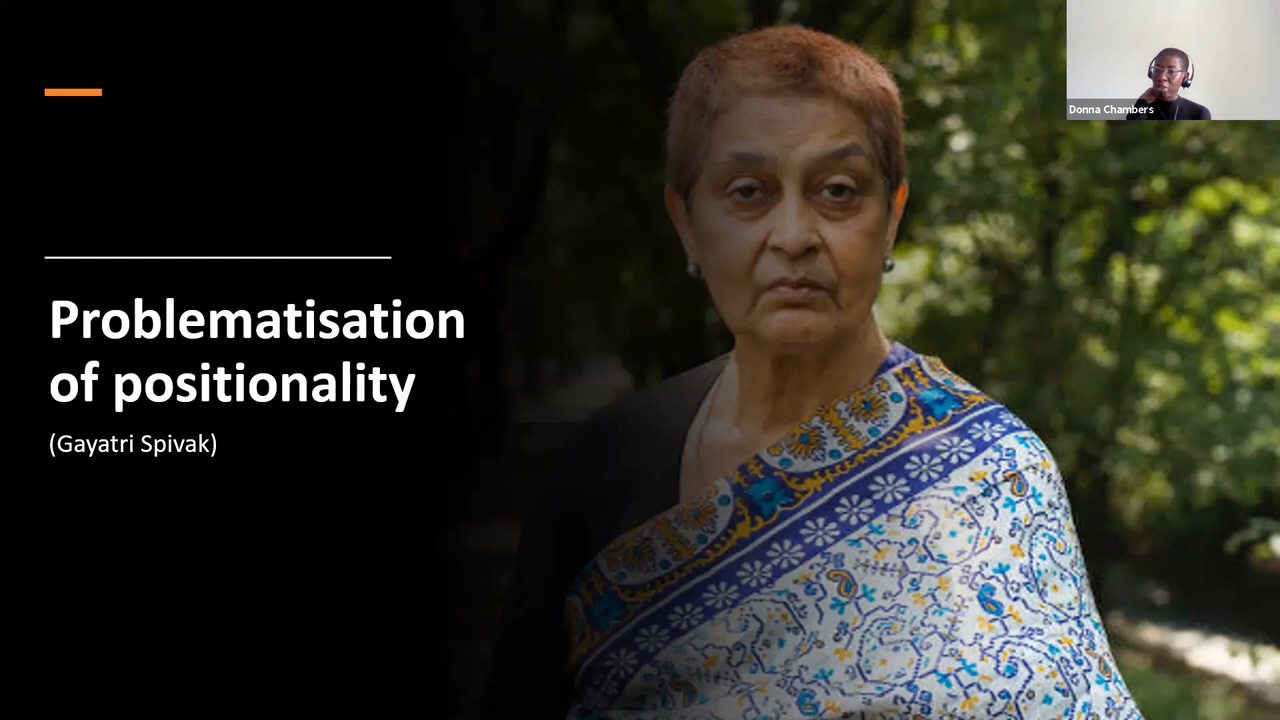 Problematisation
of positionality
(Gayatri Spivak)
Donna Chambers